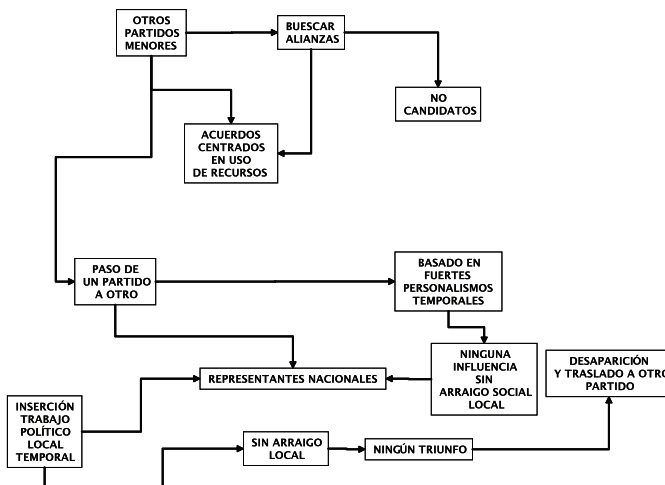 OTROS
PARTIDOS
MENORES
BUESCAR
ALIANZAS
NO
CANDIDATOS
ACUERDOS
CENTRADOS
EN USO
DE RECURSOS
PASO DE
UN PARTIDO
A OTRO
BASADO EN
FUERTES
PERSONALISMOS
TEMPORALES
REPRESENTANTES NACIONALES
NINGUNA
INFLUENCIA
SIN
ARRAIGO SOCIAL
LOCAL
DESAPARICIÓN
Y TRASLADO A OTRO
PARTIDO
INSERCIÓN
TRABAJO
POLÍTICO
LOCAL
TEMPORAL
SIN ARRAIGO
LOCAL
NINGÚN TRIUNFO